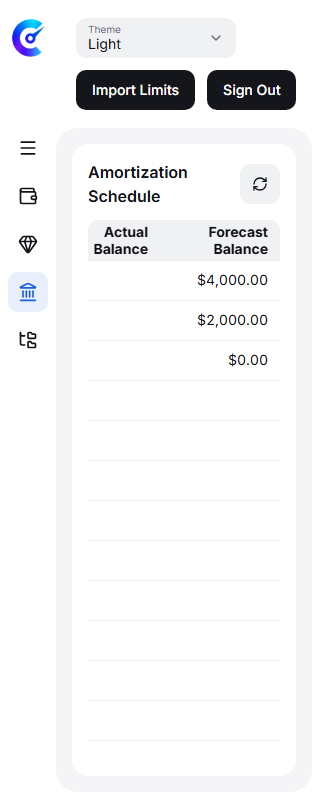 Theme
Light
Import Limits
Sign Out
Amortization
Schedule
Actual Balance
Forecast Balance
$4,000.00
$2,000.00
$0.00